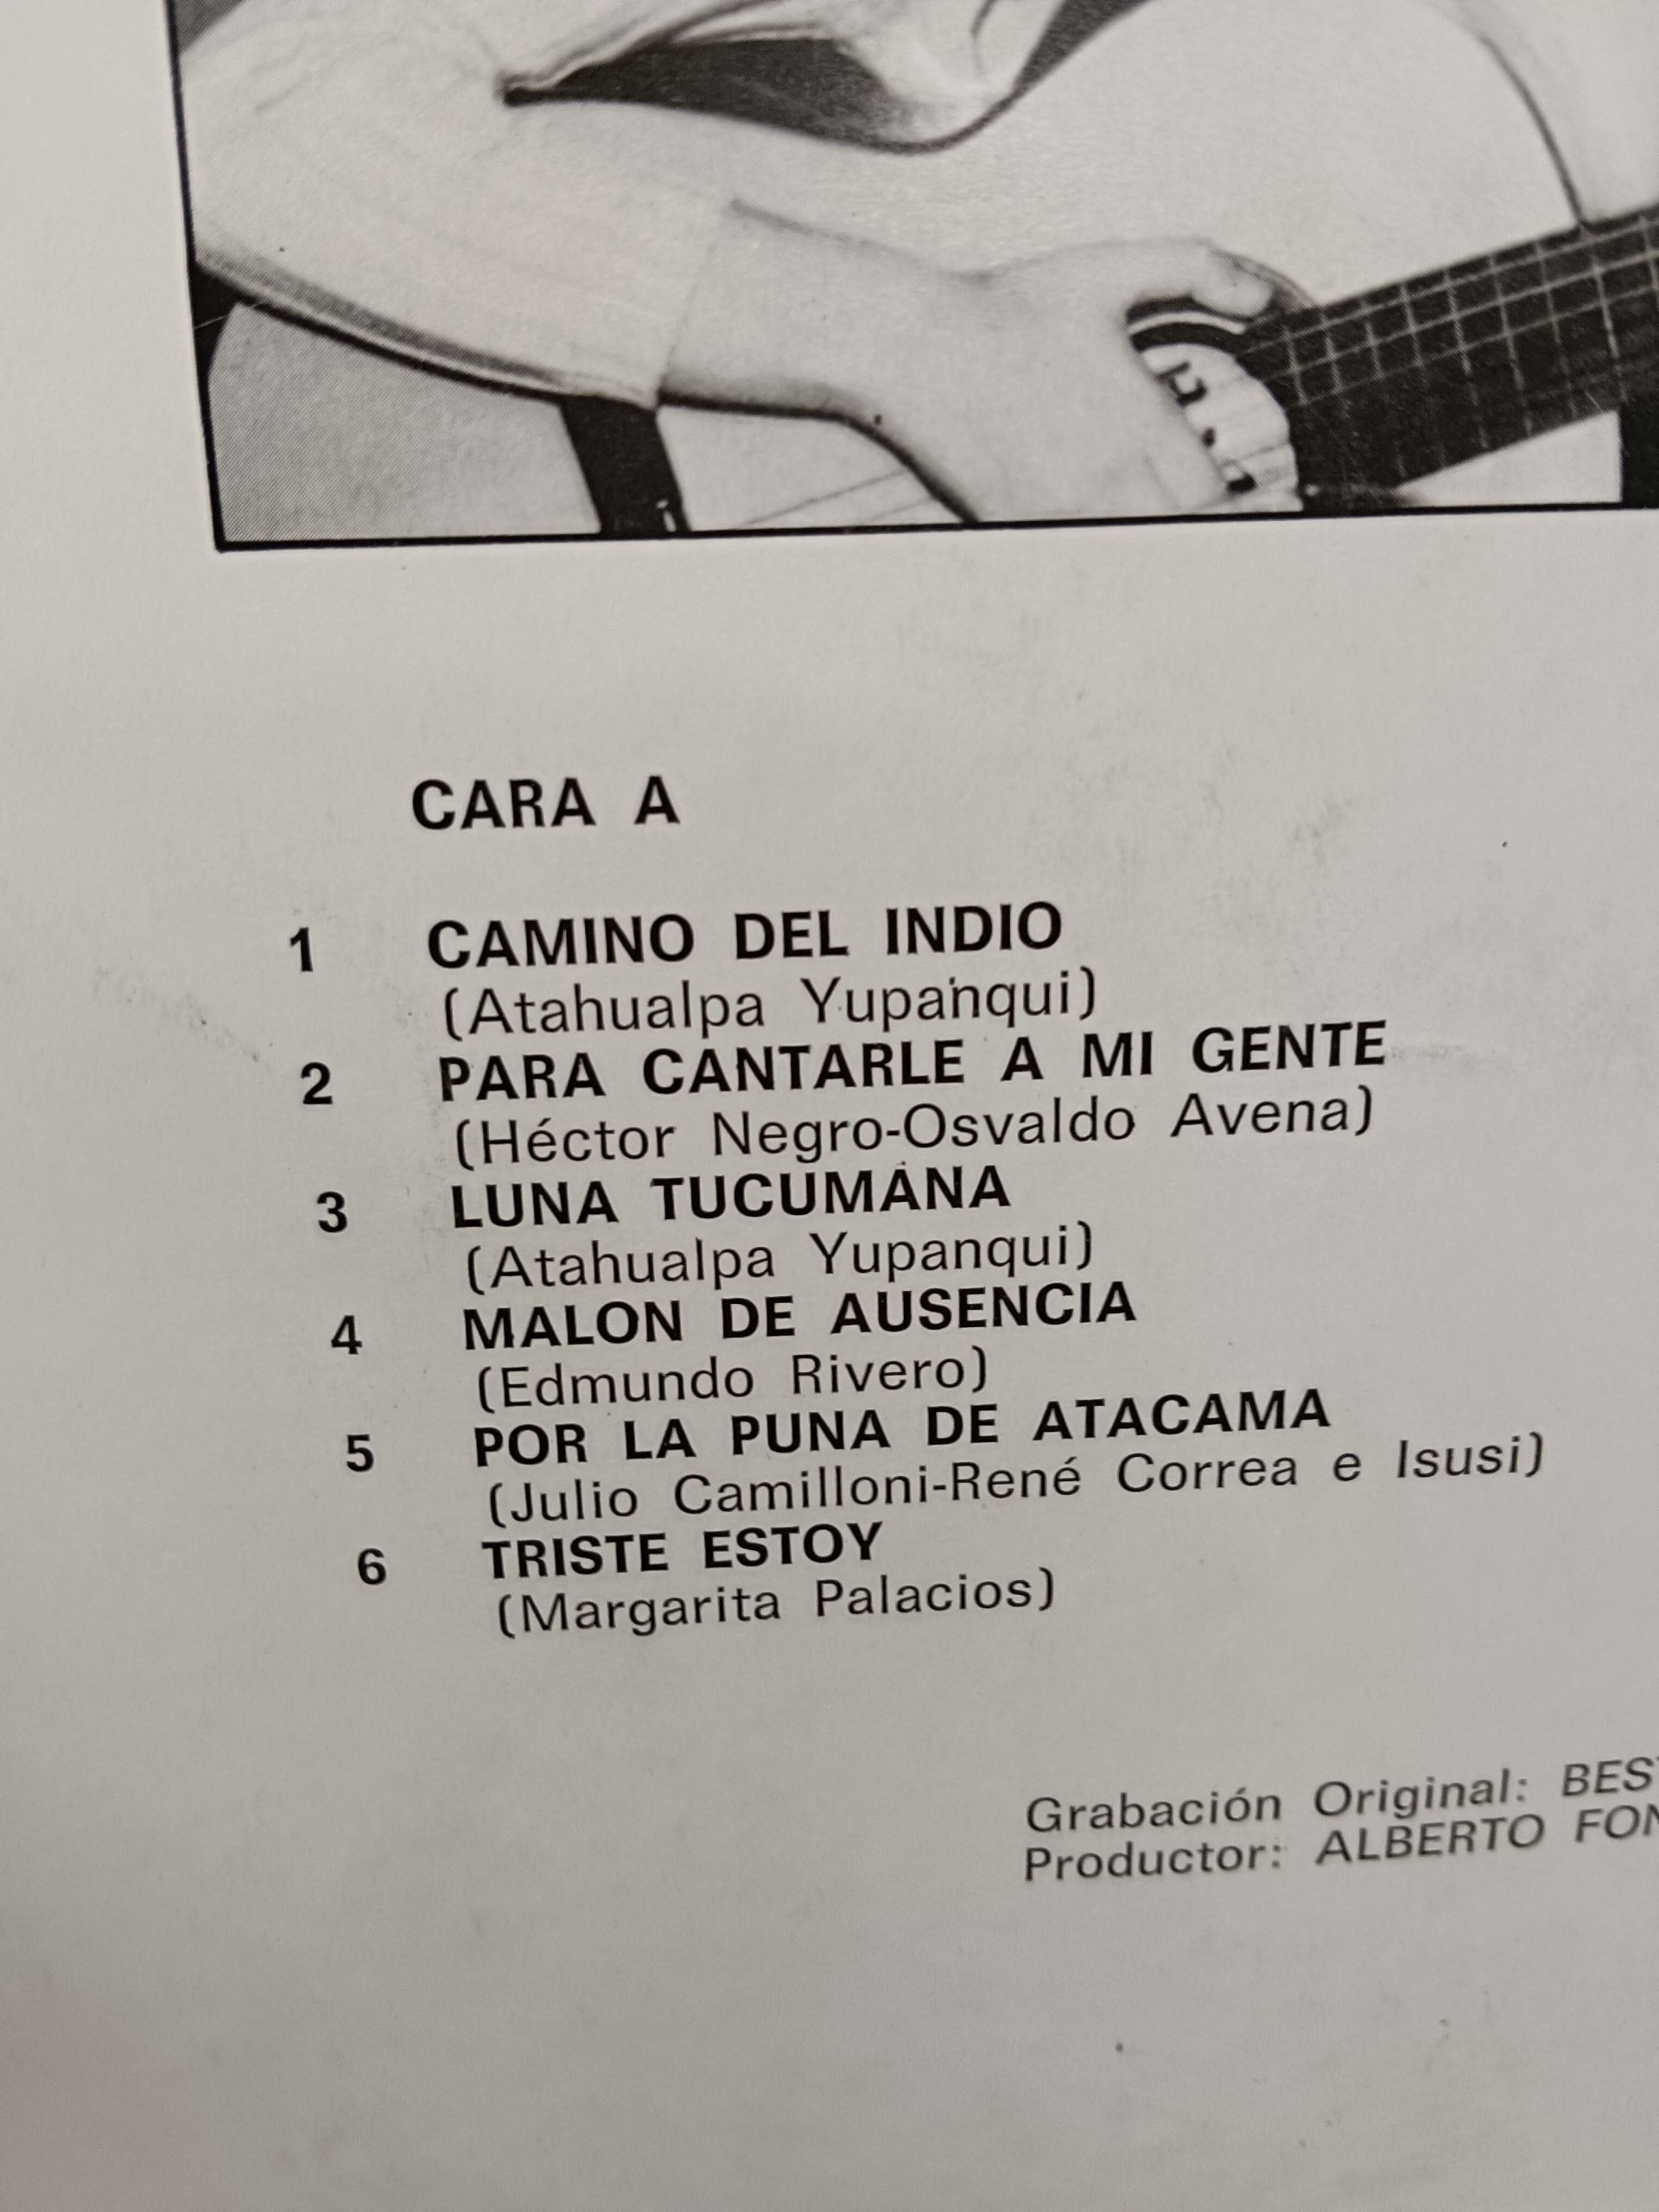 CARA A
1 CAMINO DEL INDIO
(Atahualpa Yupanqui)
2 PARA CANTARLE A MI GENTE
(Héctor Negro-Osvaldo Avena)
3 LUNA TUCUMANA
(Atahualpa Yupanqui)
4 MALON DE AUSENCIA
(Edmundo Rivero)
5 POR LA PUNA DE ATACAMA
(Julio Camilloni-René Correa e Isusi)
6 TRISTE ESTOY
(Margarita Palacios)
Grabación Original:
Productor: ALBERTO